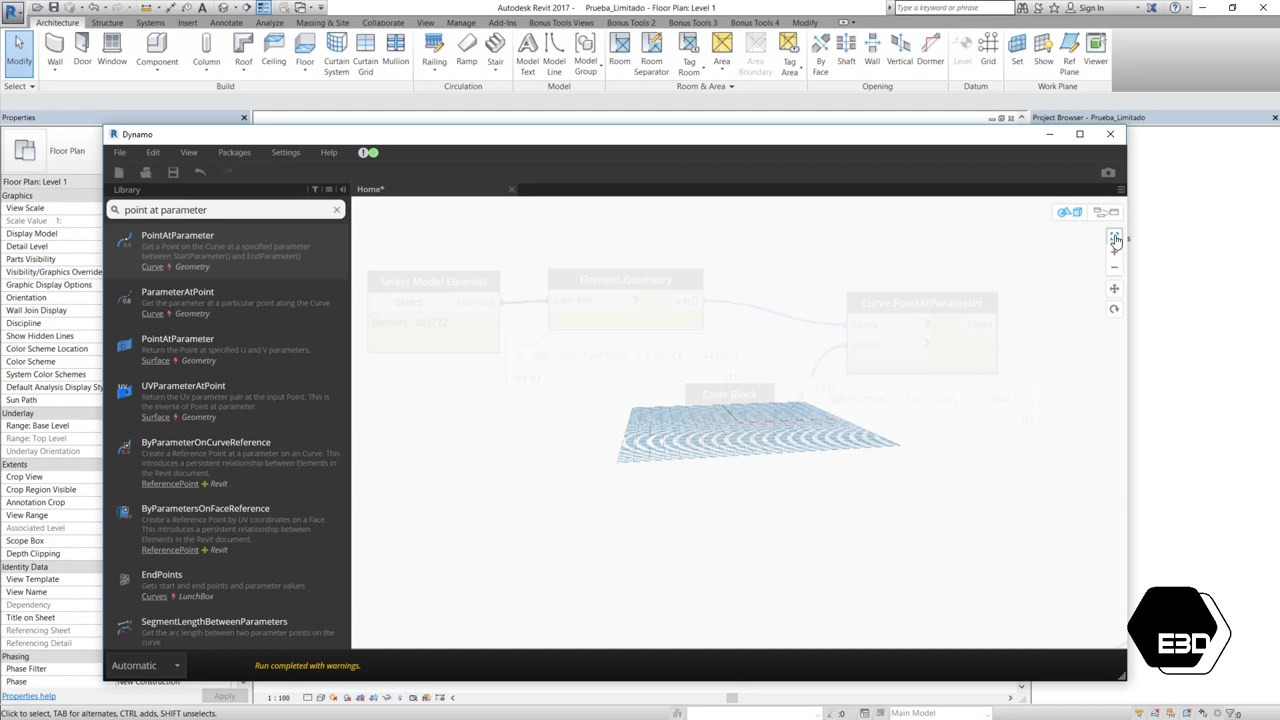 Autodesk Revit 2017 - Prueba_Limitado - Floor Plan: Level 1
Type a keyword or phrase
Sign In
Architecture Structure Systems Insert Annotate Analyze Massing & Site Collaborate View Manage Add-Ins Bonus Tools Views Bonus Tools 2 Bonus Tools 3 Bonus Tools 4 Modify
Modify Wall Door Window Component Column Roof Ceiling Floor Curtain System Curtain Grid Mullion Railing Ramp Stair Model Text Model Line Model Group Room Room Separator Tag Room Area Area Boundary Tag Area By Face Shaft Wall Vertical Dormer Level Grid Set Show Ref Plane Viewer
Select Build Circulation Model Room & Area Opening Datum Work Plane
Properties
Project Browser - Prueba_Limitado
Floor Plan
Floor Plan: Level 1
Graphics
View Scale
Scale Value 1:
Display Model
Detail Level
Parts Visibility
Visibility/Graphics Override
Graphic Display Options
Orientation
Wall Join Display
Discipline
Show Hidden Lines
Color Scheme Location
Color Scheme
System Color Schemes
Default Analysis Display Sty
Sun Path
Underlay
Range: Base Level
Range: Top Level
Underlay Orientation
Extents
Crop View
Crop Region Visible
Annotation Crop
View Range
Associated Level
Scope Box
Depth Clipping
Identity Data
View Template
View Name
Dependency
Title on Sheet
Referencing Sheet
Referencing Detail
Phasing
Phase Filter
Phase
New Construction
Properties help
Apply
Dynamo
File Edit View Packages Settings Help
Library
Home*
point at parameter
PointAtParameter
Get a Point on the Curve at a specified parameter
between StartParameter() and EndParameter()
Curve Geometry
ParameterAtPoint
Get the parameter at a particular point along the Curve
Curve Geometry
PointAtParameter
Return the Point at specified U and V parameters.
Surface Geometry
UVParameterAtPoint
Return the UV parameter pair at the input Point. This is
the inverse of Point at Parameter.
Surface Geometry
ByParameterOnCurveReference
Create a Reference Point at a parameter on an Curve. This
introduces a persistent relationship between Elements in
the Revit document.
ReferencePoint Revit
ByParametersOnFaceReference
Create a Reference Point by UV coordinates on a Face.
This introduces a persistent relationship between
Elements in the Revit document.
ReferencePoint Revit
EndPoints
Gets start and end points and parameter values
Curves LunchBox
SegmentLengthBetweenParameters
Get the arc length between two parameter points on the
curve
Select Model Element
Select Element
Element.Geometry
element > var[]
Curve.PointAtParameter
curve > Point
param >
Code Block
Automatic
Run completed with warnings.
E3D
1 : 100
Click to select, TAB for alternates, CTRL adds, SHIFT unselects.
:0
Main Model
:0